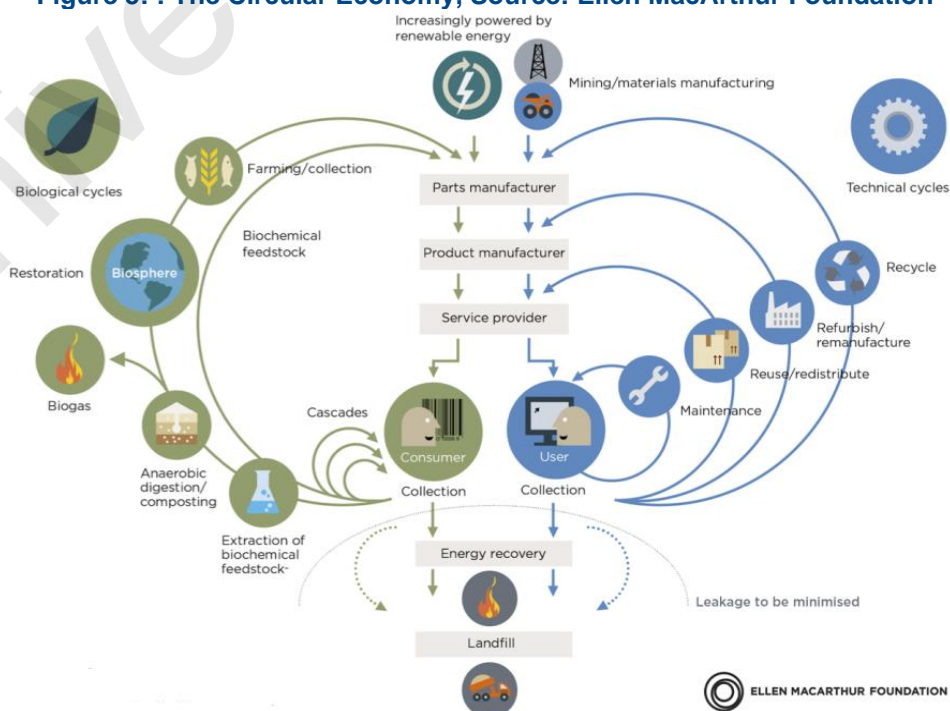 Figure 3. : The Circular Economy, Source: Ellen MacArthur Foundation
Increasingly powered by
renewable energy
Mining/materials manufacturing
Biological cycles
Technical cycles
Farming/collection
Parts manufacturer
Biochemical
feedstock
Product manufacturer
Restoration
Biosphere
Recycle
Service provider
Refurbish/
remanufacture
Biogas
Reuse/redistribute
Cascades
Maintenance
Consumer
User
Anaerobic
digestion/
composting
Collection
Collection
Extraction of
biochemical
feedstock-
Energy recovery
Leakage to be minimised
Landfill
ELLEN MACARTHUR FOUNDATION